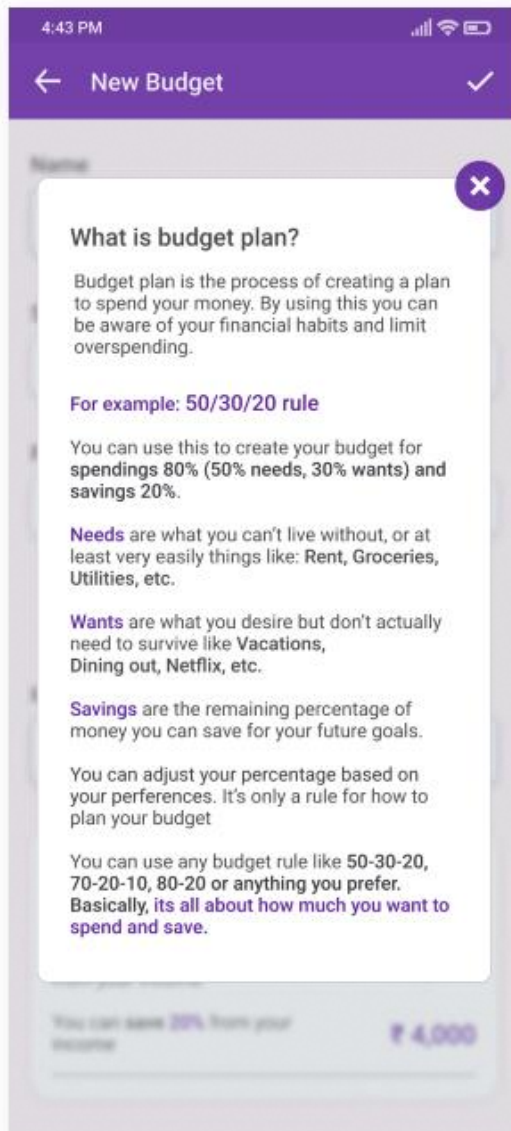 4:43 PM
New Budget
Name
What is budget plan?
Budget plan is the process of creating a plan
to spend your money. By using this you can
be aware of your financial habits and limit
overspending.
For example: 50/30/20 rule
You can use this to create your budget for
spendings 80% (50% needs, 30% wants) and
savings 20%.
Needs are what you can't live without, or at
least very easily things like: Rent, Groceries,
Utilities, etc.
Wants are what you desire but don't actually
need to survive like Vacations,
Dining out, Netflix, etc.
Savings are the remaining percentage of
money you can save for your future goals.
You can adjust your percentage based on
your perferences. It's only a rule for how to
plan your budget
You can use any budget rule like 50-30-20,
70-20-10, 80-20 or anything you prefer.
Basically, its all about how much you want to
spend and save.
You can save 20% from your
income
₹ 4,000